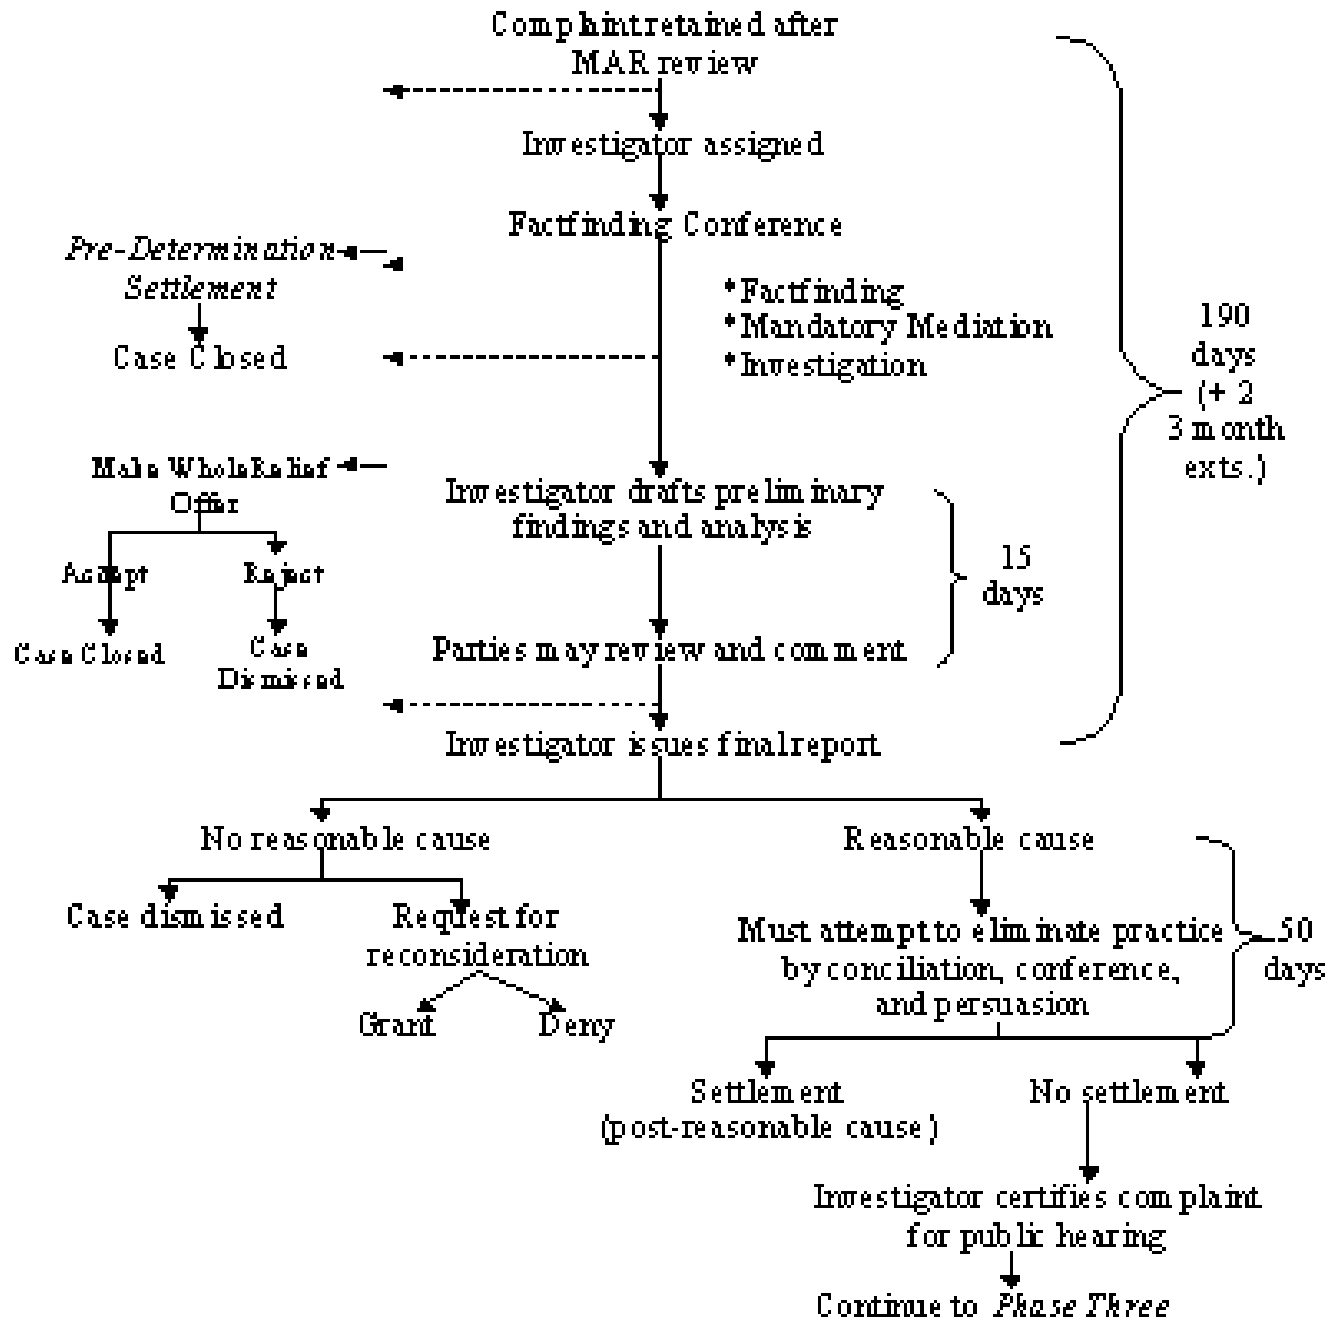 Complaint retained after
MAR review
Investigator assigned
Factfinding Conference
Pre-Determination
Settlement
Case Closed
*Factfinding
*Mandatory Mediation
*Investigation
190
days
(+ 2
3 month
exts.)
Make Whole Relief
Offer
Accept
Reject
Case Closed
Case
Dismissed
Investigator drafts preliminary
findings and analysis
15
days
Parties may review and comment
Investigator issues final report
No reasonable cause
Reasonable cause
Case dismissed
Request for
reconsideration
Grant
Deny
Must attempt to eliminate practice
by conciliation, conference,
and persuasion
50
days
Settlement
(post-reasonable cause)
No settlement
Investigator certifies complaint
for public hearing
Continue to Phase Three